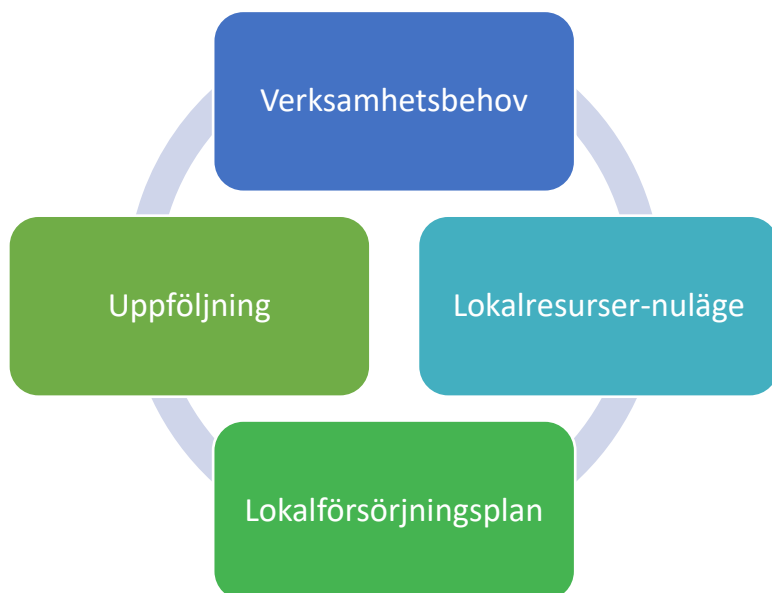 Verksamhetsbehov
Uppföljning
Lokalresurser-nuläge
Lokalförsörjningsplan